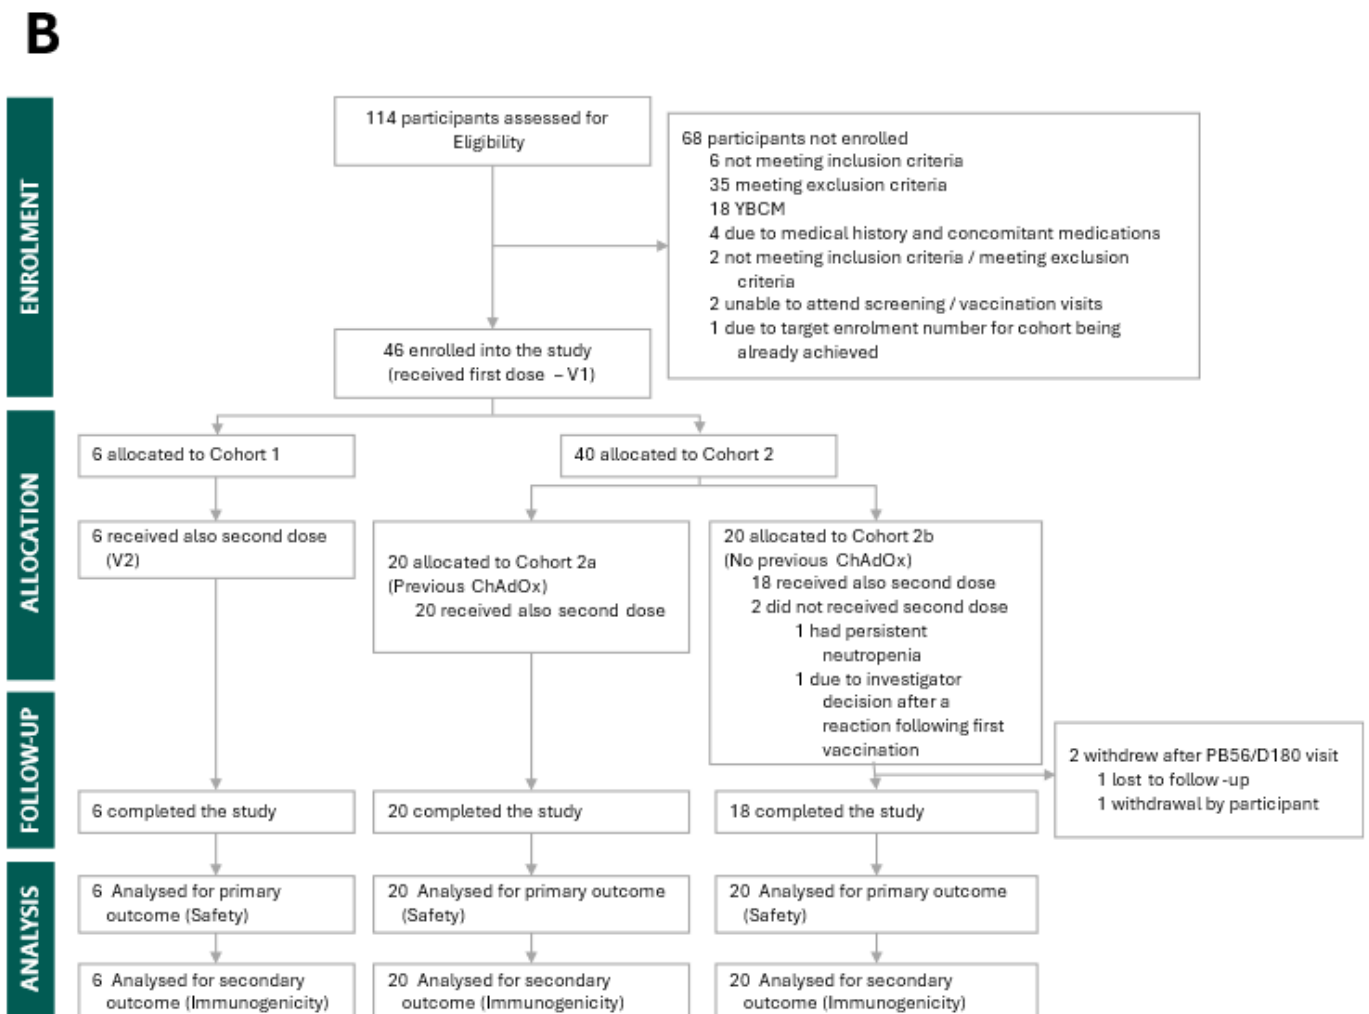 B
ENROLMENT
114 participants assessed for
Eligibility
68 participants not enrolled
6 not meeting inclusion criteria
35 meeting exclusion criteria
18 YBCM
4 due to medical history and concomitant medications
2 not meeting inclusion criteria / meeting exclusion
criteria
2 unable to attend screening / vaccination visits
1 due to target enrolment number for cohort being
already achieved
46 enrolled into the study
(received first dose – V1)
ALLOCATION
6 allocated to Cohort 1
40 allocated to Cohort 2
6 received also second dose
(V2)
20 allocated to Cohort 2a
(Previous ChAdOx)
20 received also second dose
20 allocated to Cohort 2b
(No previous ChAdOx)
18 received also second dose
2 did not received second dose
1 had persistent
neutropenia
1 due to investigator
decision after a
reaction following first
vaccination
FOLLOW-UP
2 withdrew after PB56/D180 visit
1 lost to follow-up
1 withdrawal by participant
6 completed the study
20 completed the study
18 completed the study
ANALYSIS
6 Analysed for primary
outcome (Safety)
20 Analysed for primary outcome
(Safety)
20 Analysed for primary outcome
(Safety)
6 Analysed for secondary
outcome (Immunogenicity)
20 Analysed for secondary
outcome (Immunogenicity)
20 Analysed for secondary
outcome (Immunogenicity)